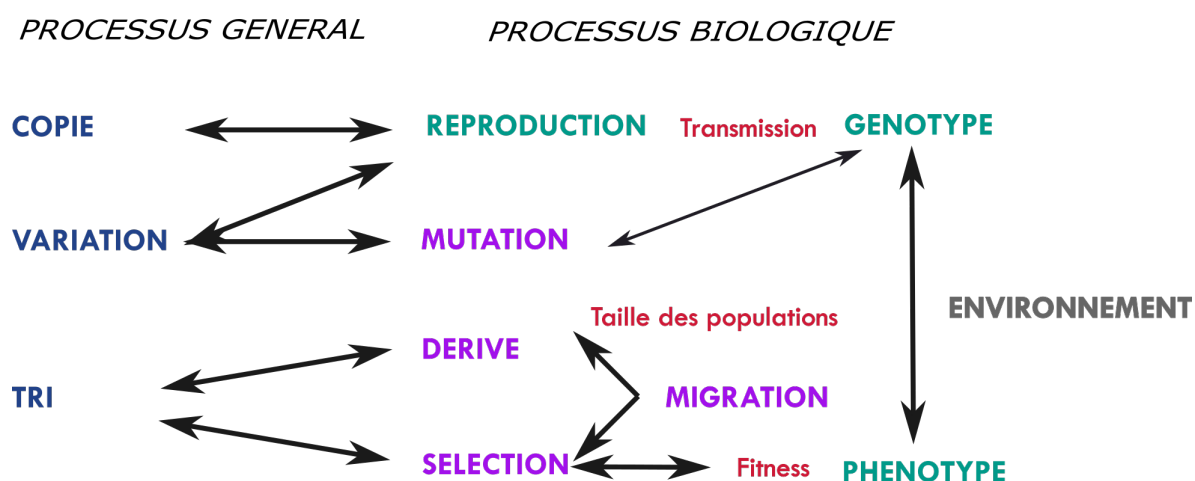 PROCESSUS GENERAL
PROCESSUS BIOLOGIQUE
COPIE
REPRODUCTION
Transmission
GENOTYPE
VARIATION
MUTATION
ENVIRONNEMENT
Taille des populations
DERIVE
TRI
MIGRATION
SELECTION
Fitness
PHENOTYPE